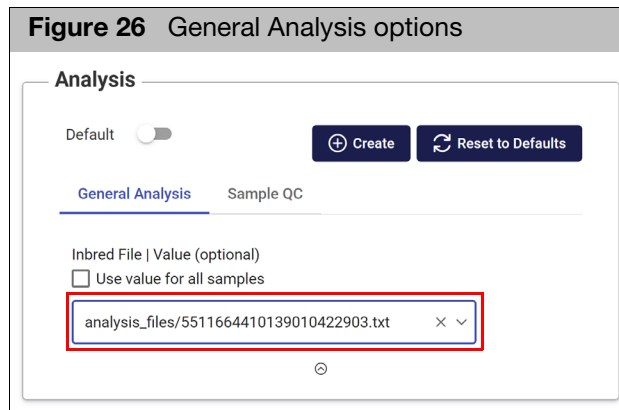 Figure 26 General Analysis options
Analysis
Default
Create
Reset to Defaults
General Analysis
Sample QC
Inbred File | Value (optional)
Use value for all samples
analysis_files/5511664410139010422903.txt